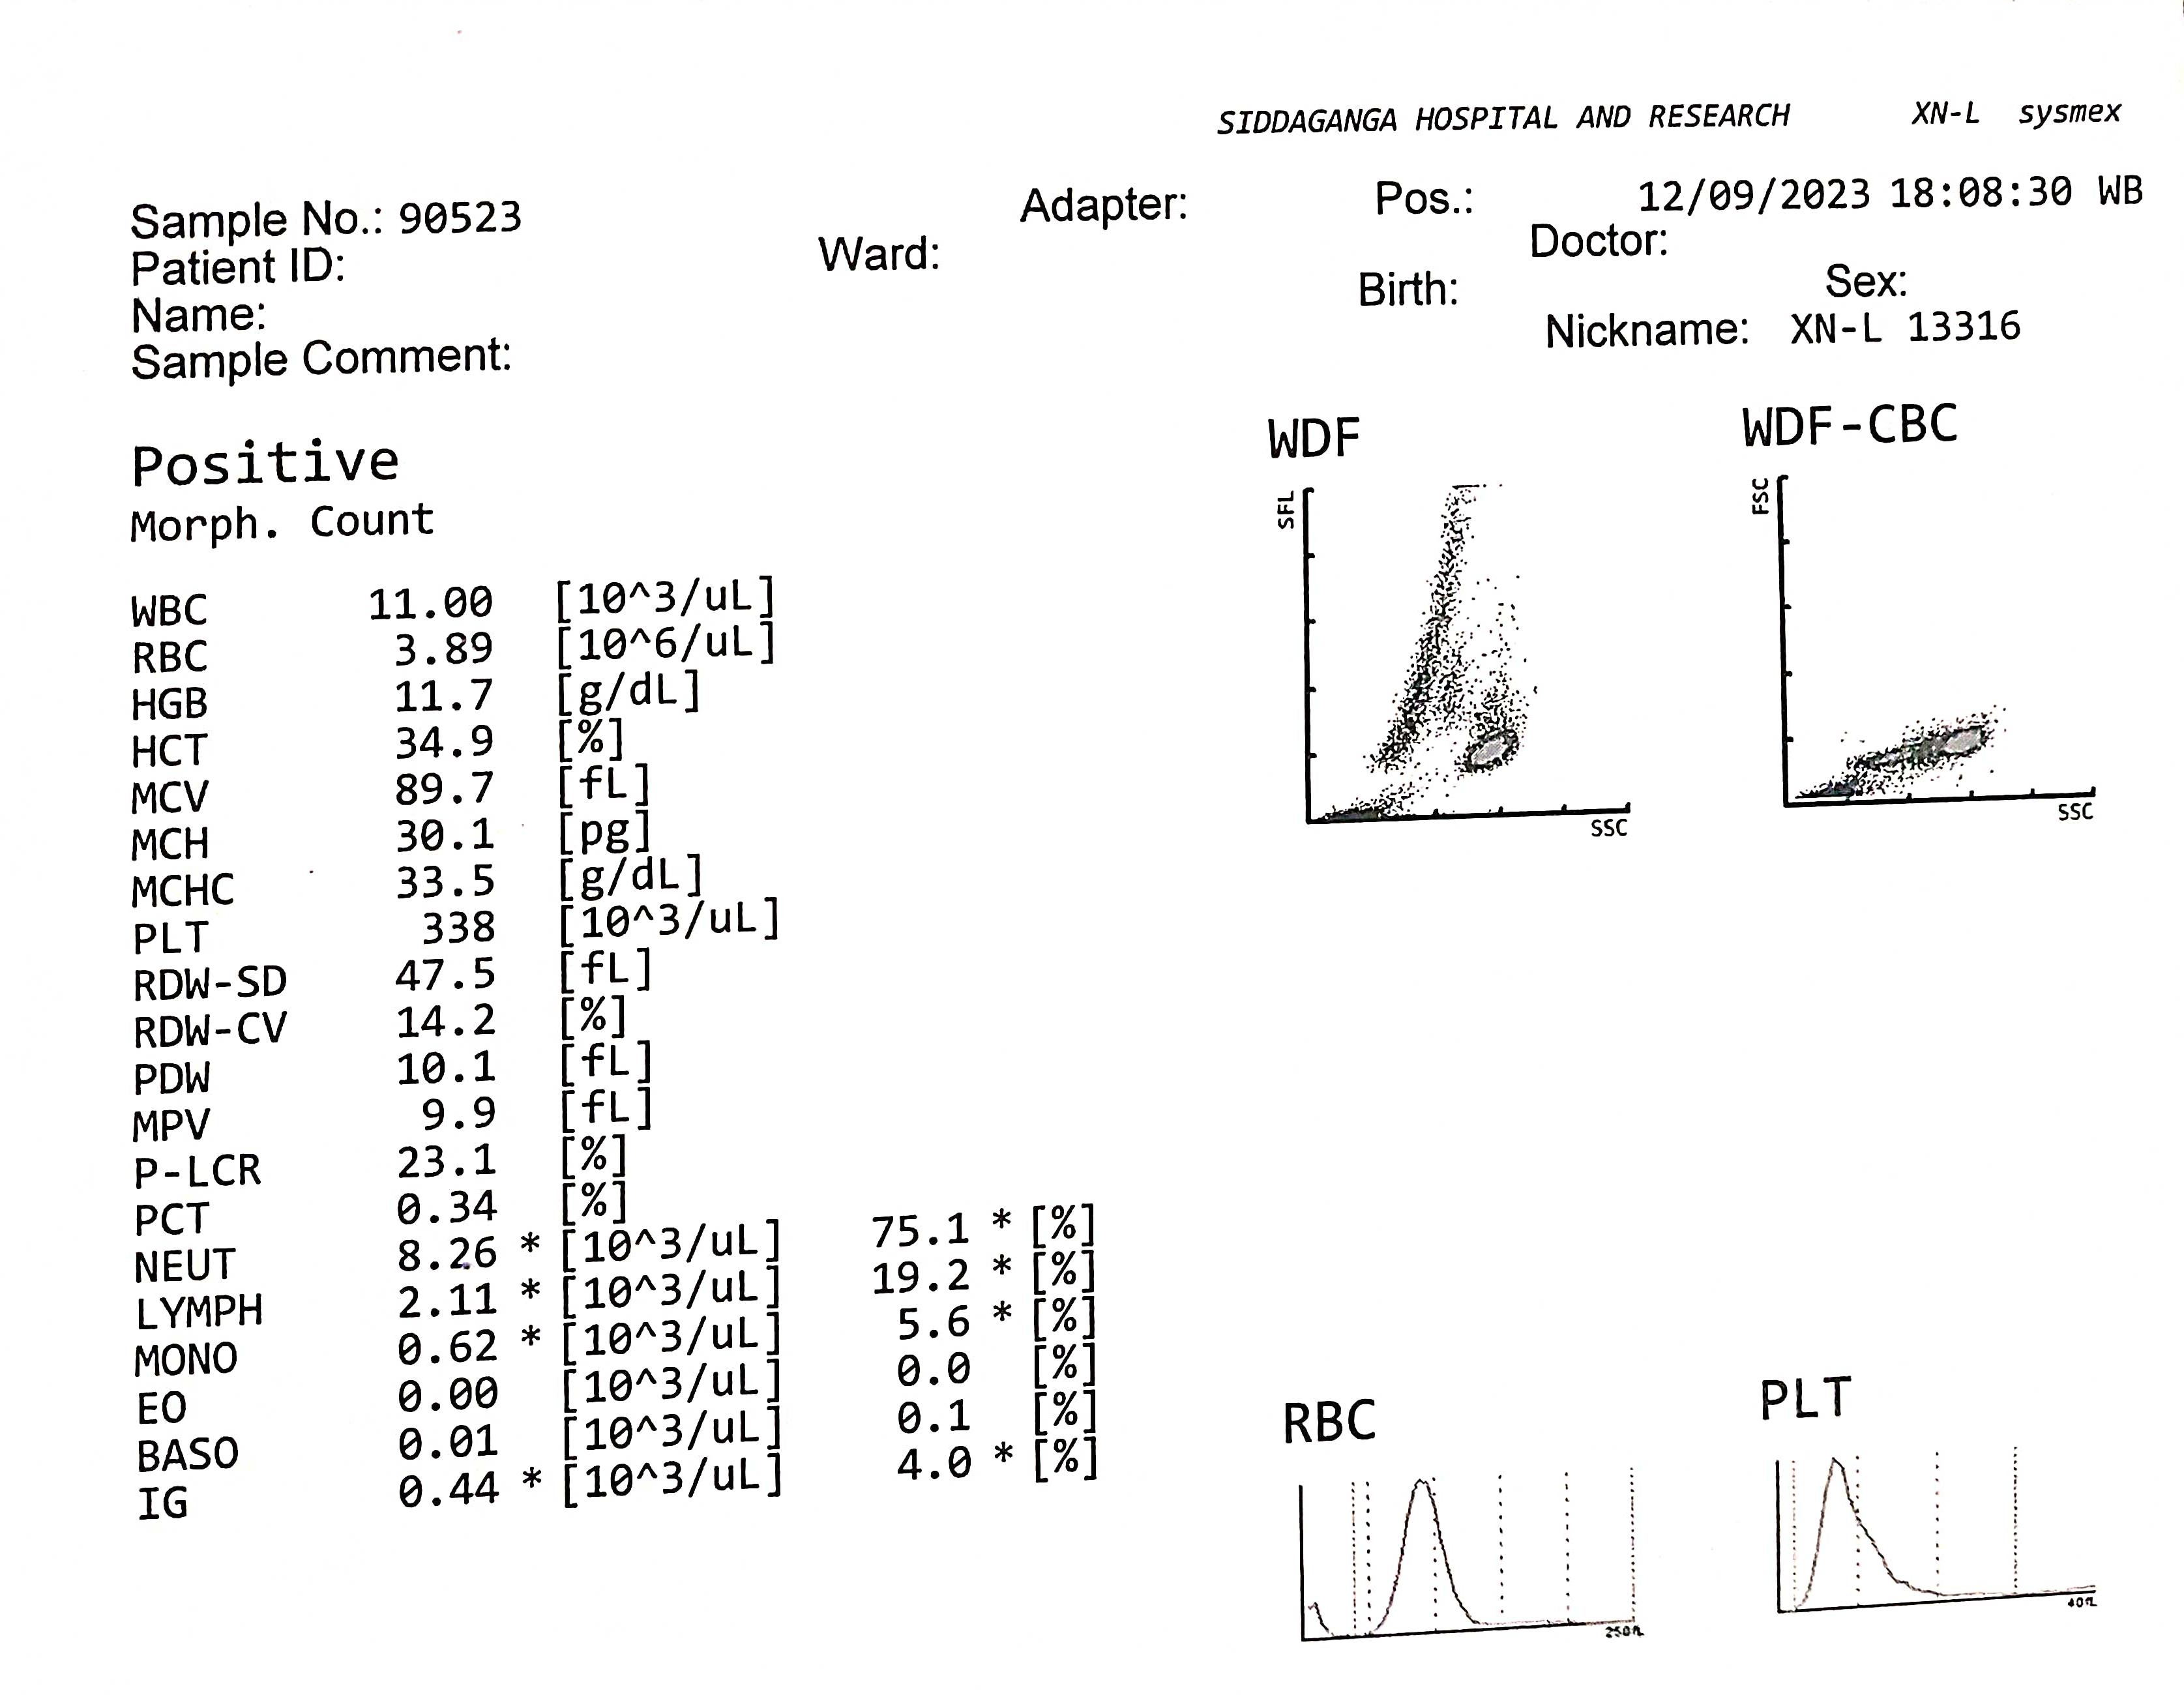 SIDDAGANGA HOSPITAL AND RESEARCH XN-L sysmex
Sample No.: 90523 Adapter: Pos.: 12/09/2023 18:08:30 WB
Patient ID: Ward: Doctor:
Name: Birth: Sex:
Sample Comment: Nickname: XN-L 13316
Positive
Morph. Count
WBC 11.00 [10^3/uL]
RBC 3.89 [10^6/uL]
HGB 11.7 [g/dL]
HCT 34.9 [%]
MCV 89.7 [fL]
MCH 30.1 [pg]
MCHC 33.5 [g/dL]
PLT 338 [10^3/uL]
RDW-SD 47.5 [fL]
RDW-CV 14.2 [%]
PDW 10.1 [fL]
MPV 9.9 [fL]
P-LCR 23.1 [%]
PCT 0.34 [%]
NEUT 8.26 * [10^3/uL] 75.1 * [%]
LYMPH 2.11 * [10^3/uL] 19.2 * [%]
MONO 0.62 * [10^3/uL] 5.6 * [%]
EO 0.00 [10^3/uL] 0.0 [%]
BASO 0.01 [10^3/uL] 0.1 [%]
IG 0.44 * [10^3/uL] 4.0 * [%]
WDF
SFL
SSC
WDF-CBC
FSC
SSC
RBC
250fL
PLT
40fL